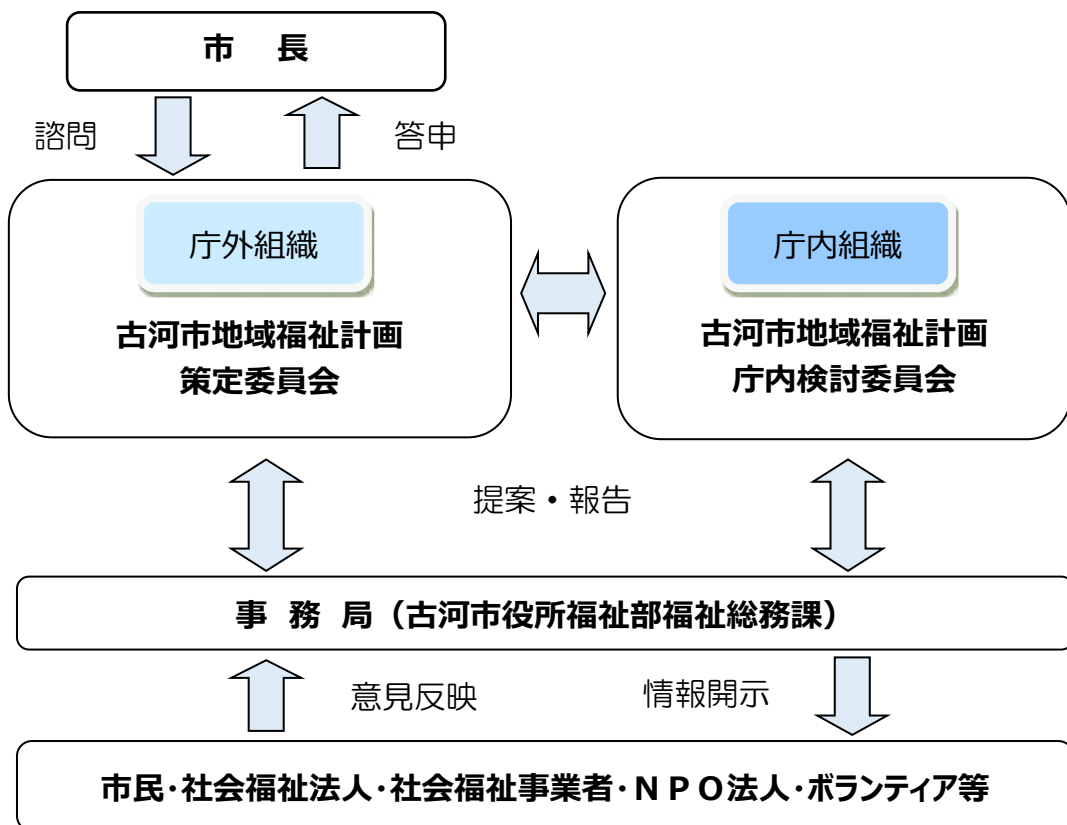 市　長
諮問
答申
庁外組織
古河市地域福祉計画
策定委員会
庁内組織
古河市地域福祉計画
庁内検討委員会
提案・報告
事 務 局（古河市役所福祉部福祉総務課）
意見反映
情報開示
市民・社会福祉法人・社会福祉事業者・ＮＰＯ法人・ボランティア等